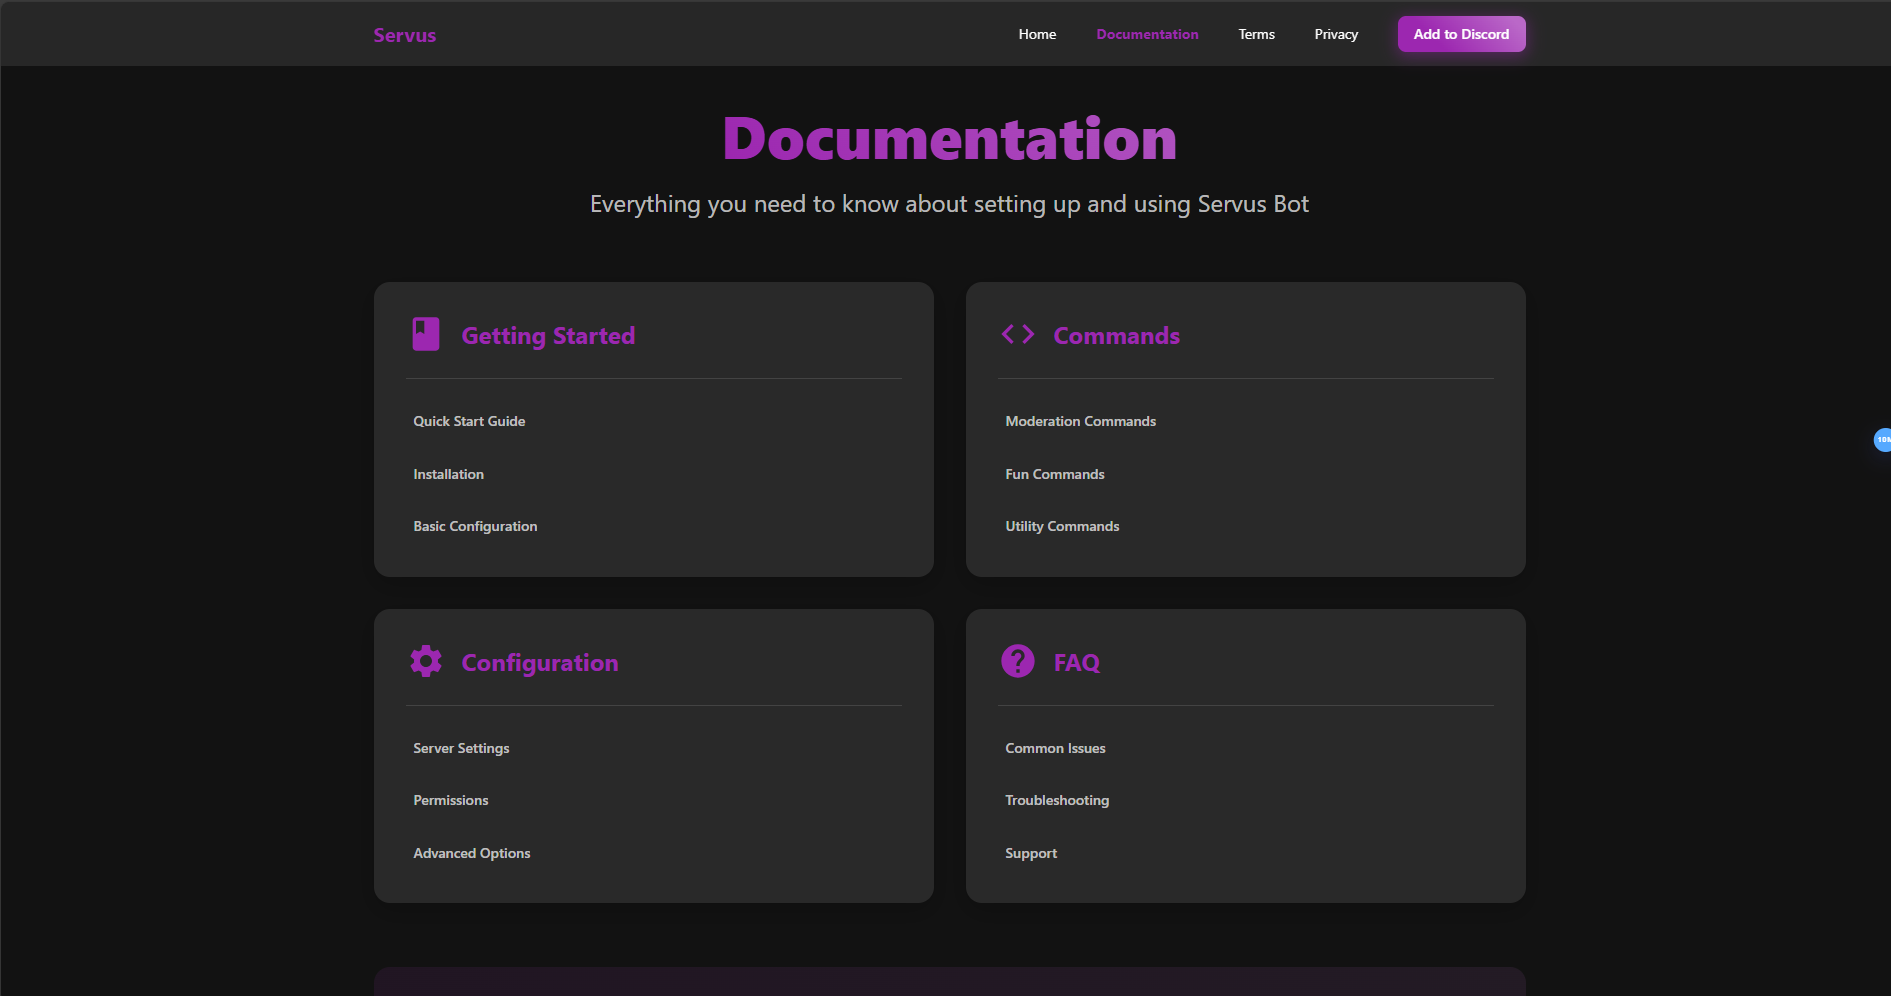 Servus
Home
Documentation
Terms
Privacy
Add to Discord
Documentation
Everything you need to know about setting up and using Servus Bot
Getting Started
Quick Start Guide
Installation
Basic Configuration
Commands
Moderation Commands
Fun Commands
Utility Commands
Configuration
Server Settings
Permissions
Advanced Options
FAQ
Common Issues
Troubleshooting
Support